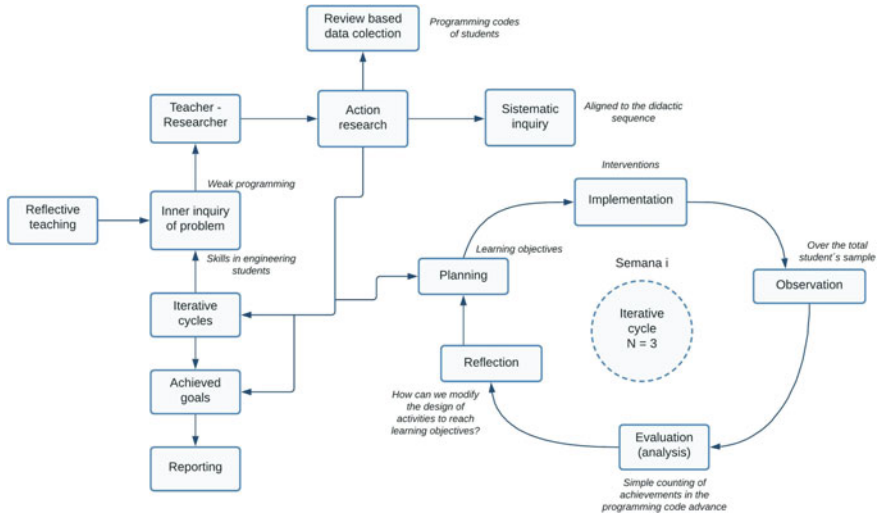 Review based
data colection
Programming codes
of students
Teacher -
Researcher
Action
research
Sistematic
inquiry
Aligned to the didactic
sequence
Weak programming
Reflective
teaching
Inner inquiry
of problem
Skills in engineering
students
Iterative
cycles
Achieved
goals
Reporting
Interventions
Implementation
Learning objectives
Planning
Over the total
student´s sample
Observation
Semana i
Iterative
cycle
N = 3
Reflection
How can we modify
the design of
activities to reach
learning objectives?
Evaluation
(analysis)
Simple counting of
achievements in the
programming code advance